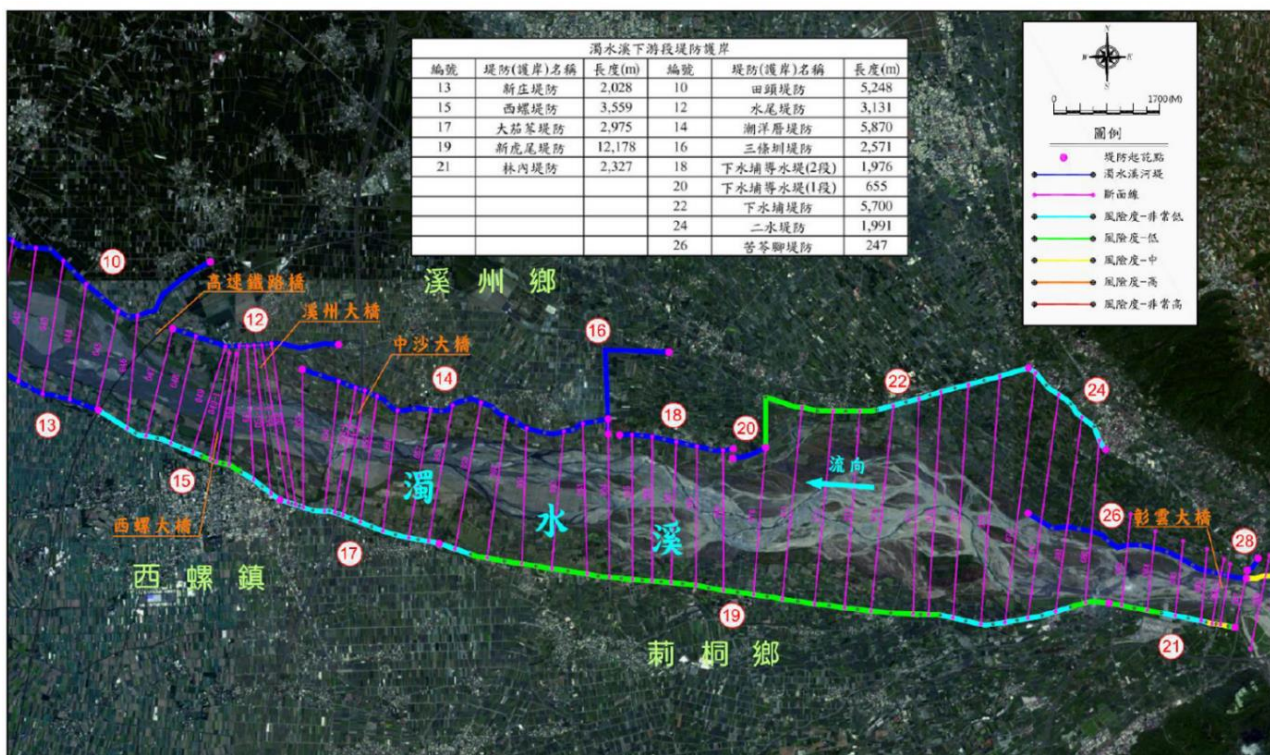 濁水溪下游段堤防護岸
編號 堤防(護岸)名稱 長度(m) 編號 堤防(護岸)名稱 長度(m)
13 新庄堤防 2,028 10 田頭堤防 5,248
15 西螺堤防 3,559 12 水尾堤防 3,131
17 大茄苳堤防 2,975 14 潮洋厝堤防 5,870
19 新虎尾堤防 12,178 16 三條圳堤防 2,571
21 林內堤防 2,327 18 下水埔導水堤(2段) 1,976
20 下水埔導水堤(1段) 655
22 下水埔堤防 5,700
24 二水堤防 1,991
26 苦苓腳堤防 247
N
W
E
S
0 1700(M)
圖例
堤防起訖點
濁水溪河堤
斷面線
風險度-非常低
風險度-低
風險度-中
風險度-高
風險度-非常高
10
高速鐵路橋
溪州鄉
12
溪州大橋
中沙大橋
14
16
18
20
22
24
流向
13
15
西螺大橋
17
濁水溪
西螺鎮
19
莿桐鄉
26
彰雲大橋
28
21